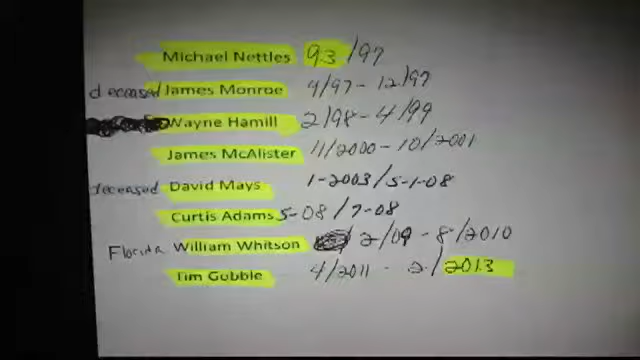 Michael Nettles 93/97
deceased James Monroe 4/97 - 12/97
Wayne Hamill 2/98 - 4/99
James McAlister 11/2000 - 10/2001
deceased David Mays 1-2003/5-1-08
Curtis Adams 5-08/7-08
Florida William Whitson 2/09 - 8/2010
Tim Gobble 4/2011 - 2/2013